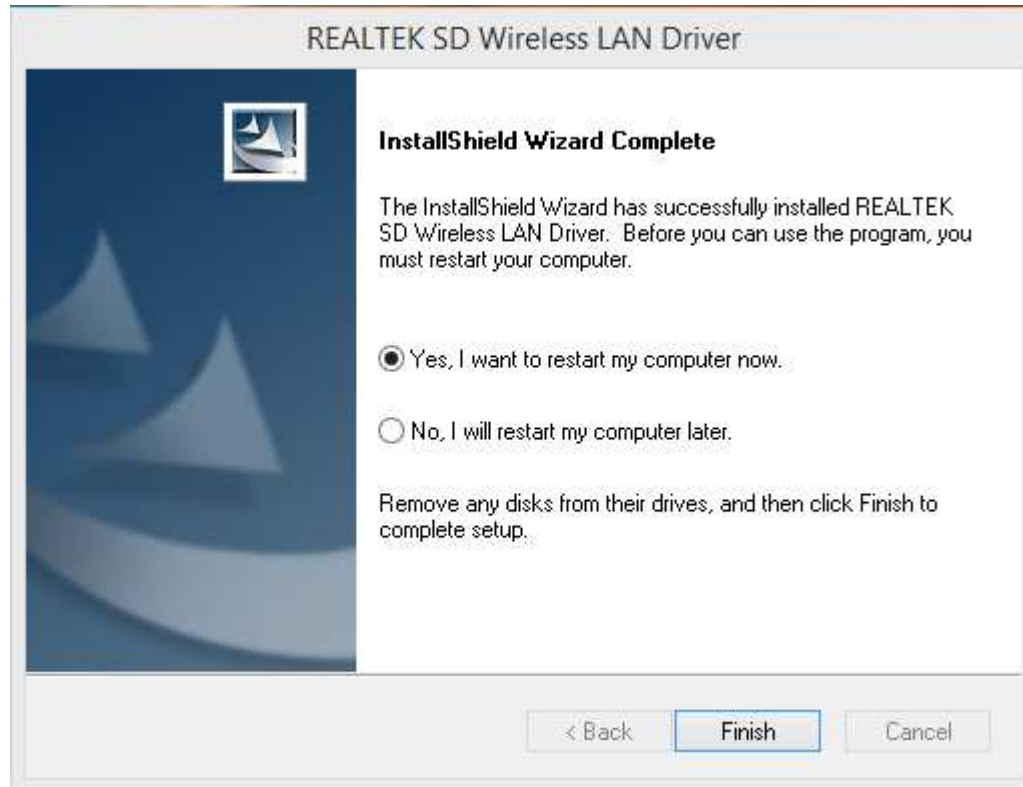 REALTEK SD Wireless LAN Driver
InstallShield Wizard Complete
The InstallShield Wizard has successfully installed REALTEK
SD Wireless LAN Driver. Before you can use the program, you
must restart your computer.
Yes, I want to restart my computer now.
No, I will restart my computer later.
Remove any disks from their drives, and then click Finish to
complete setup.
< Back Finish Cancel